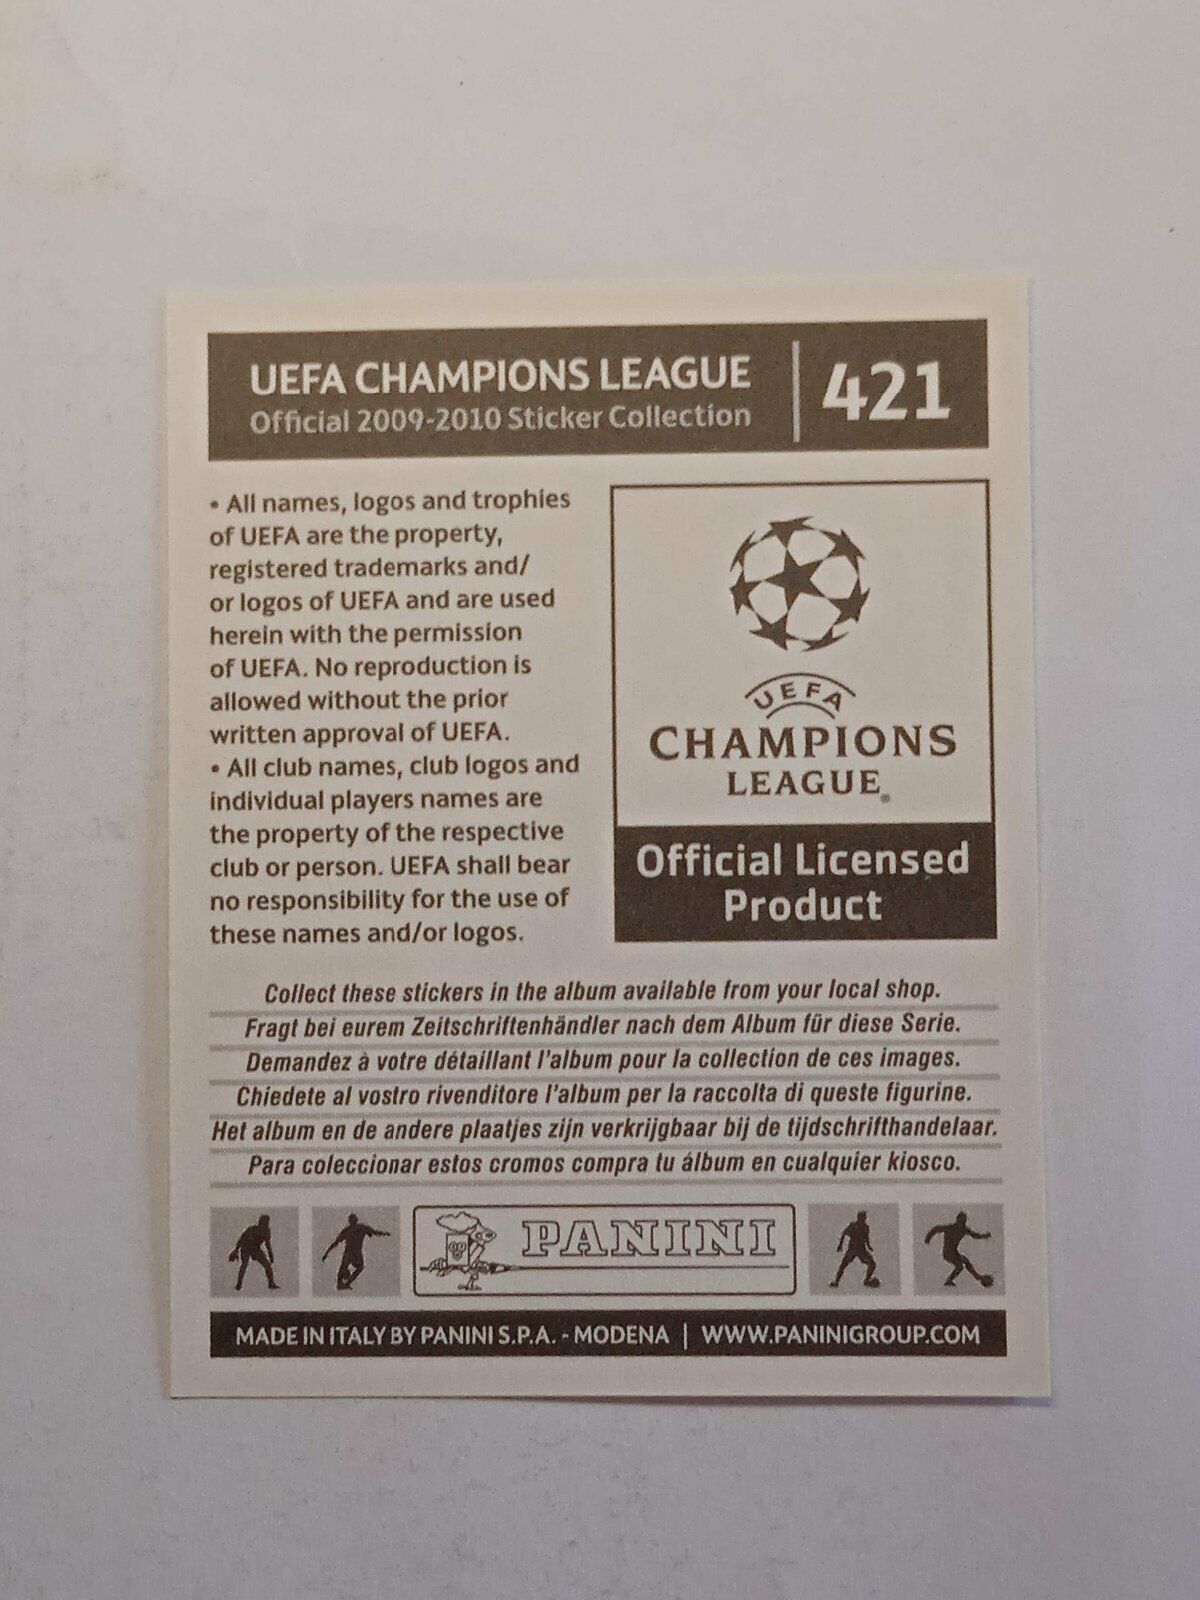 UEFA CHAMPIONS LEAGUE
Official 2009-2010 Sticker Collection
421
• All names, logos and trophies
of UEFA are the property,
registered trademarks and/
or logos of UEFA and are used
herein with the permission
of UEFA. No reproduction is
allowed without the prior
written approval of UEFA.
• All club names, club logos and
individual players names are
the property of the respective
club or person. UEFA shall bear
no responsibility for the use of
these names and/or logos.
UEFA
CHAMPIONS
LEAGUE
Official Licensed
Product
Collect these stickers in the album available from your local shop.
Fragt bei eurem Zeitschriftenhändler nach dem Album für diese Serie.
Demandez à votre détaillant l'album pour la collection de ces images.
Chiedete al vostro rivenditore l'album per la raccolta di queste figurine.
Het album en de andere plaatjes zijn verkrijgbaar bij de tijdschrifthandelaar.
Para coleccionar estos cromos compra tu álbum en cualquier kiosco.
PANINI
MADE IN ITALY BY PANINI S.P.A. - MODENA | WWW.PANINIGROUP.COM